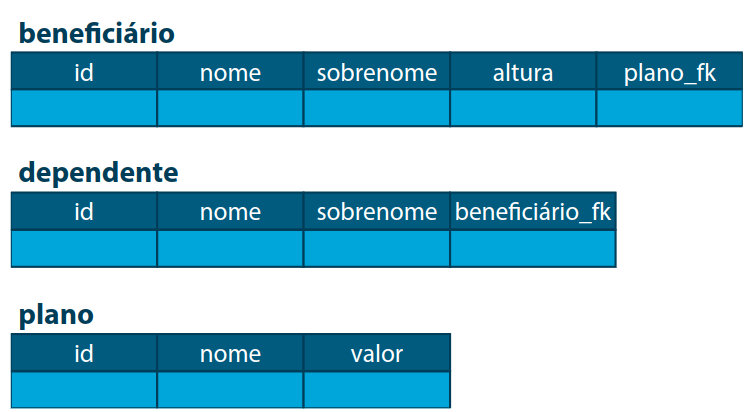 beneficiário
id nome sobrenome altura plano_fk
dependente
id nome sobrenome beneficiário_fk
plano
id nome valor